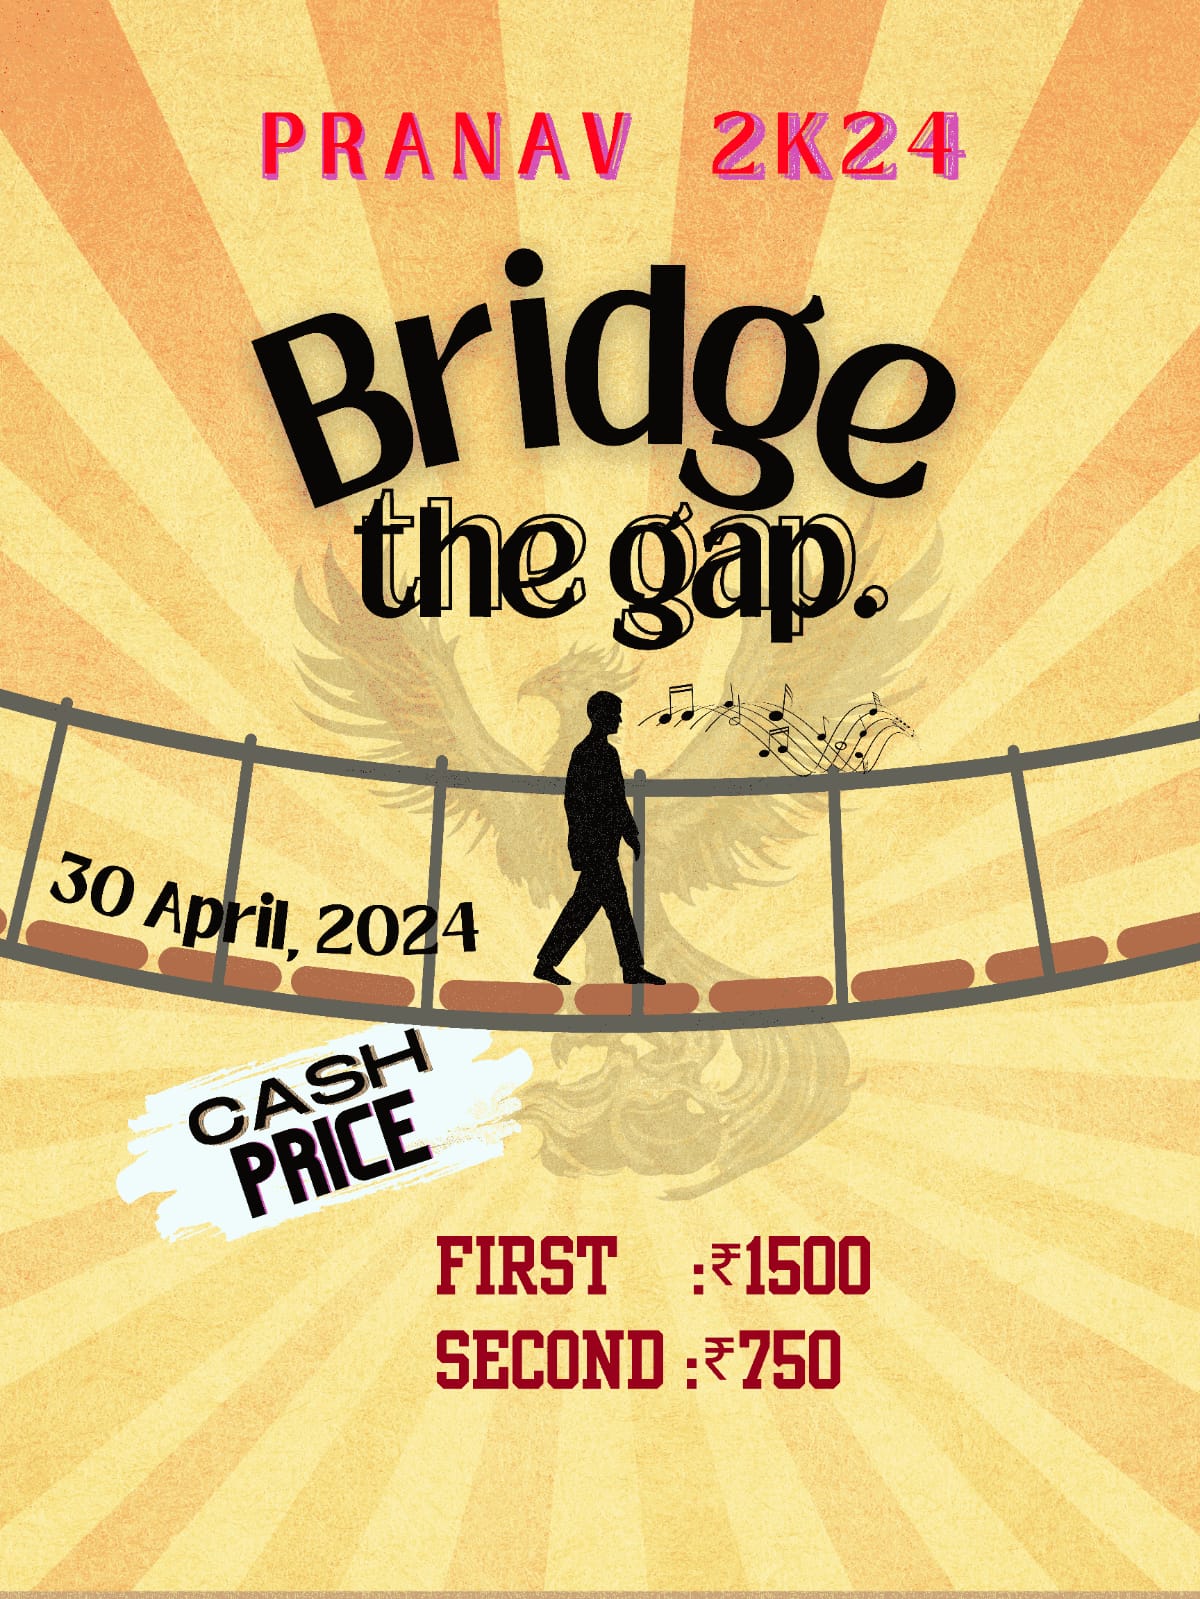 PRANAV 2K24
Bridge
the gap.
30 April, 2024
CASH
PRICE
FIRST :₹1500
SECOND :₹750